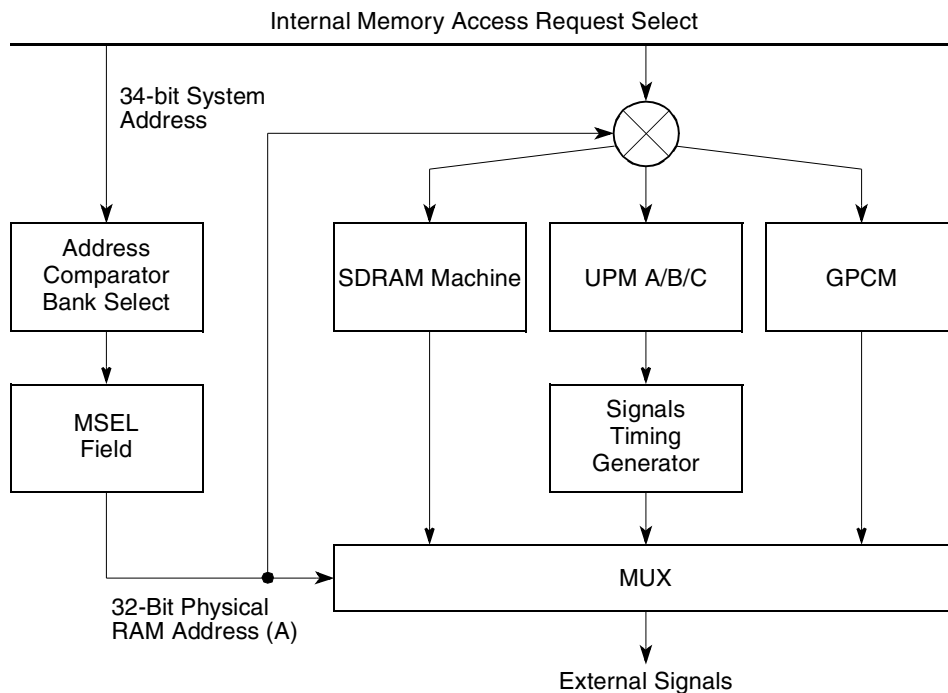 Internal Memory Access Request Select
34-bit System
Address
Address
Comparator
Bank Select
SDRAM Machine
UPM A/B/C
GPCM
MSEL
Field
Signals
Timing
Generator
MUX
32-Bit Physical
RAM Address (A)
External Signals